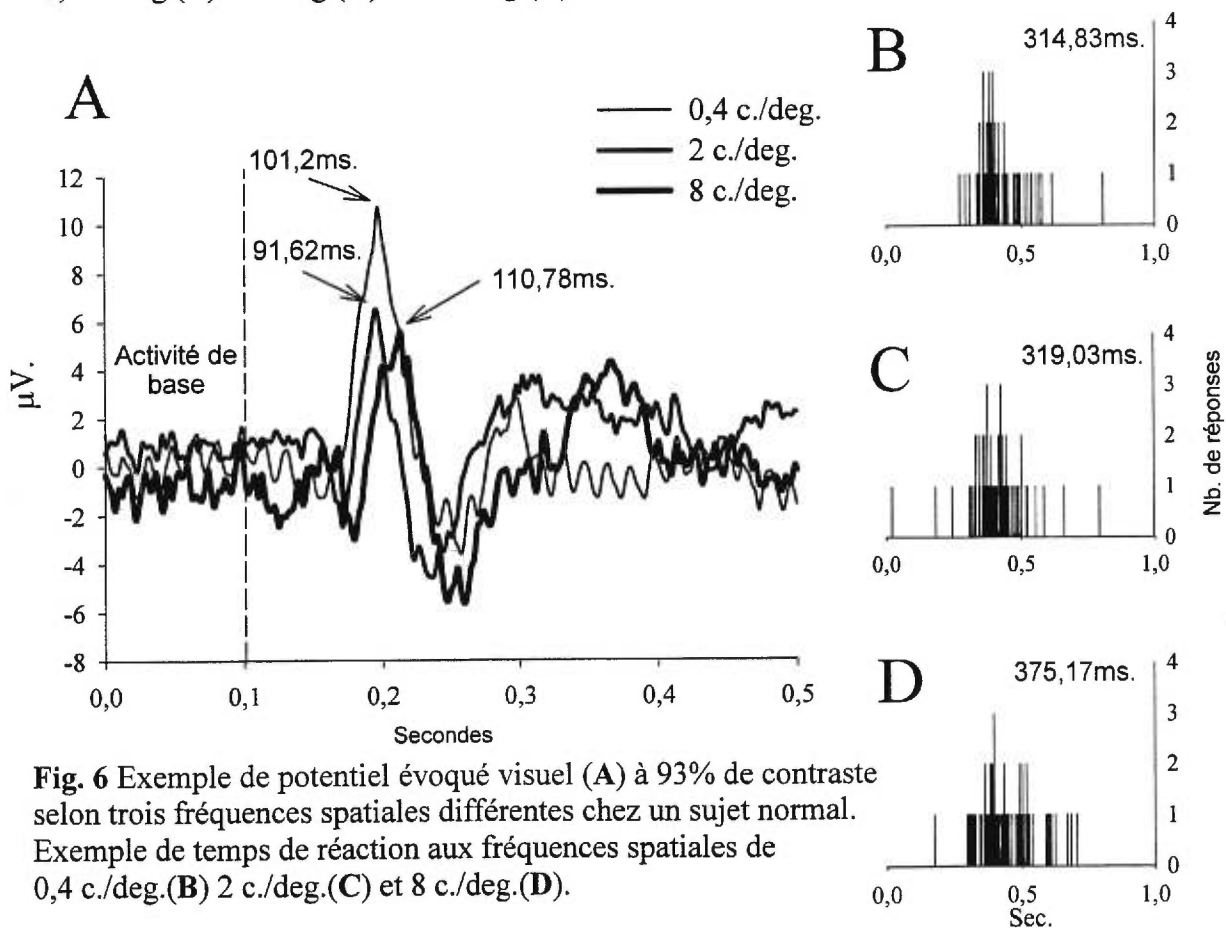 A
0,4 c./deg.
2 c./deg.
8 c./deg.
101,2ms.
91,62ms.
110,78ms.
Activité de
base
µV.
12
10
8
6
4
2
0
-2
-4
-6
-8
0,0 0,1 0,2 0,3 0,4 0,5
Secondes
B
314,83ms.
4
3
2
1
0
0,0 0,5 1,0
C
319,03ms.
4
3
2
1
0
0,0 0,5 1,0
Nb. de réponses
D
375,17ms.
4
3
2
1
0
0,0 0,5 1,0
Sec.
Fig. 6 Exemple de potentiel évoqué visuel (A) à 93% de contraste
selon trois fréquences spatiales différentes chez un sujet normal.
Exemple de temps de réaction aux fréquences spatiales de
0,4 c./deg.(B) 2 c./deg.(C) et 8 c./deg.(D).